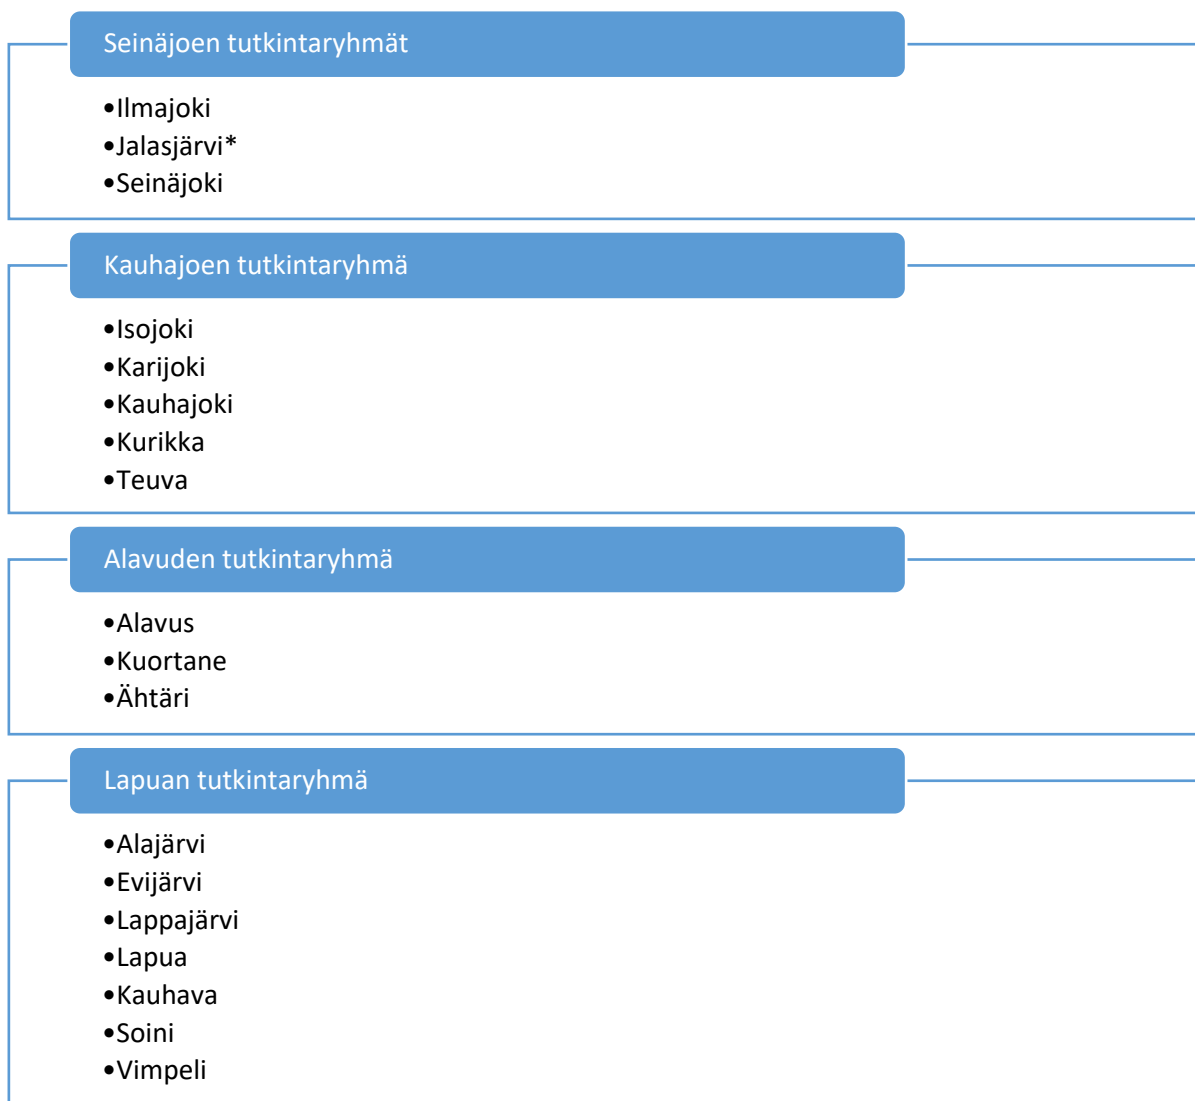 Seinäjoen tutkintaryhmät
•Ilmajoki
•Jalasjärvi*
•Seinäjoki
Kauhajoen tutkintaryhmä
•Isojoki
•Karijoki
•Kauhajoki
•Kurikka
•Teuva
Alavuden tutkintaryhmä
•Alavus
•Kuortane
•Ähtäri
Lapuan tutkintaryhmä
•Alajärvi
•Evijärvi
•Lappajärvi
•Lapua
•Kauhava
•Soini
•Vimpeli